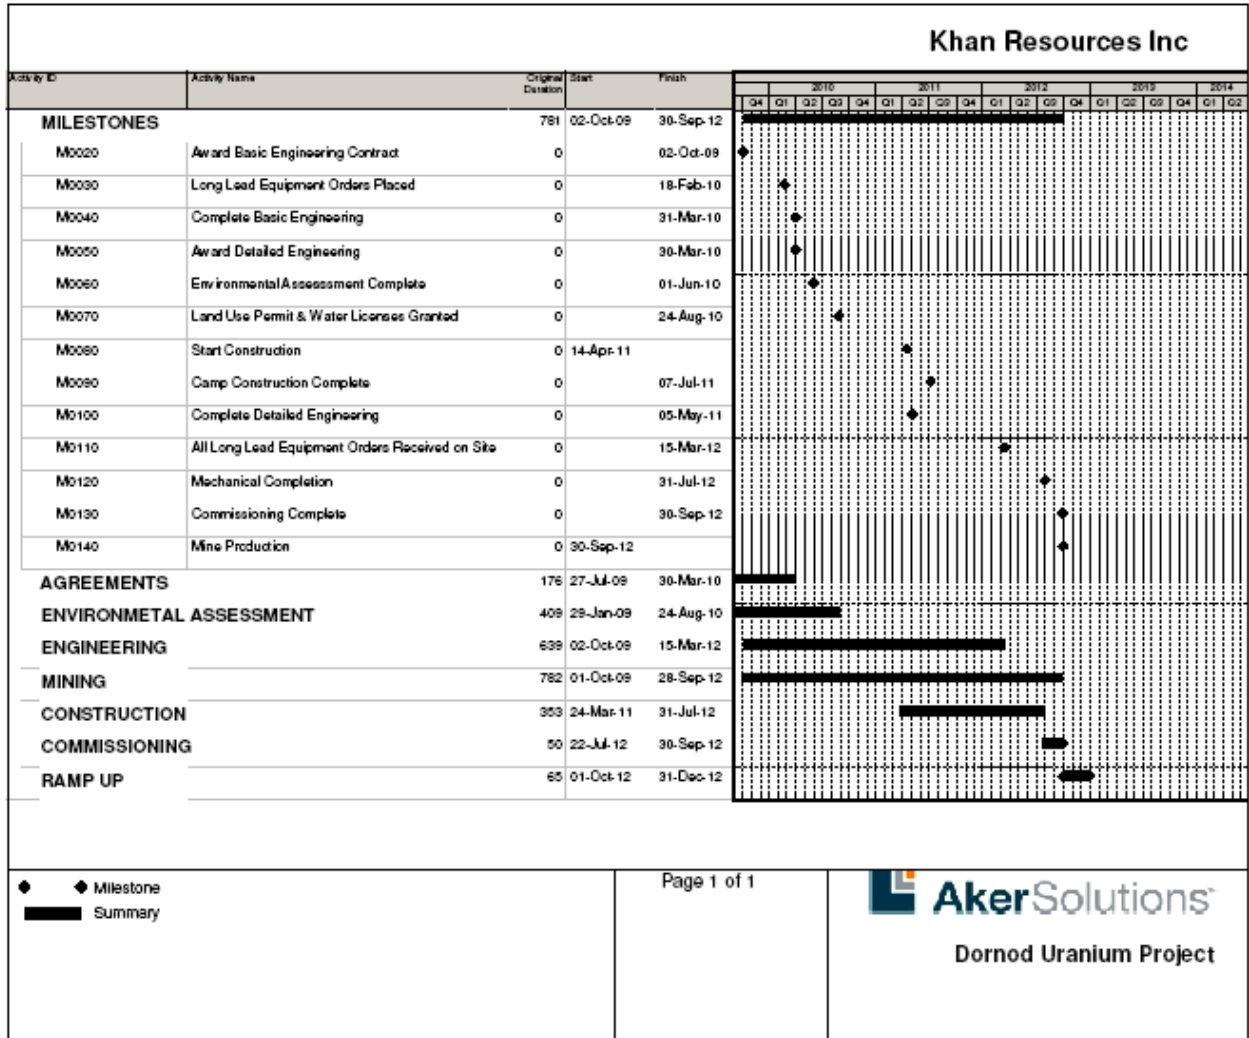 Khan Resources Inc
Activity ID Activity Name Original Duration Start Finish
2010 2011 2012 2013 2014
Q4 Q1 Q2 Q3 Q4 Q1 Q2 Q3 Q4 Q1 Q2 Q3 Q4 Q1 Q2 Q3 Q4 Q1 Q2
MILESTONES 781 02-Oct-09 30-Sep-12
M0020 Award Basic Engineering Contract 0 02-Oct-09
M0030 Long Lead Equipment Orders Placed 0 18-Feb-10
M0040 Complete Basic Engineering 0 31-Mar-10
M0050 Award Detailed Engineering 0 30-Mar-10
M0060 Environmental Assesssment Complete 0 01-Jun-10
M0070 Land Use Permit & Water Licenses Granted 0 24-Aug-10
M0080 Start Construction 0 14-Apr-11
M0090 Camp Construction Complete 0 07-Jul-11
M0100 Complete Detailed Engineering 0 05-May-11
M0110 All Long Lead Equipment Orders Received on Site 0 15-Mar-12
M0120 Mechanical Completion 0 31-Jul-12
M0130 Commissioning Complete 0 30-Sep-12
M0140 Mine Production 0 30-Sep-12
AGREEMENTS 176 27-Jul-09 30-Mar-10
ENVIRONMETAL ASSESSMENT 409 29-Jan-09 24-Aug-10
ENGINEERING 639 02-Oct-09 15-Mar-12
MINING 782 01-Oct-09 28-Sep-12
CONSTRUCTION 353 24-Mar-11 31-Jul-12
COMMISSIONING 50 22-Jul-12 30-Sep-12
RAMP UP 65 01-Oct-12 31-Dec-12
Milestone
Summary
Page 1 of 1
AkerSolutions
Dornod Uranium Project